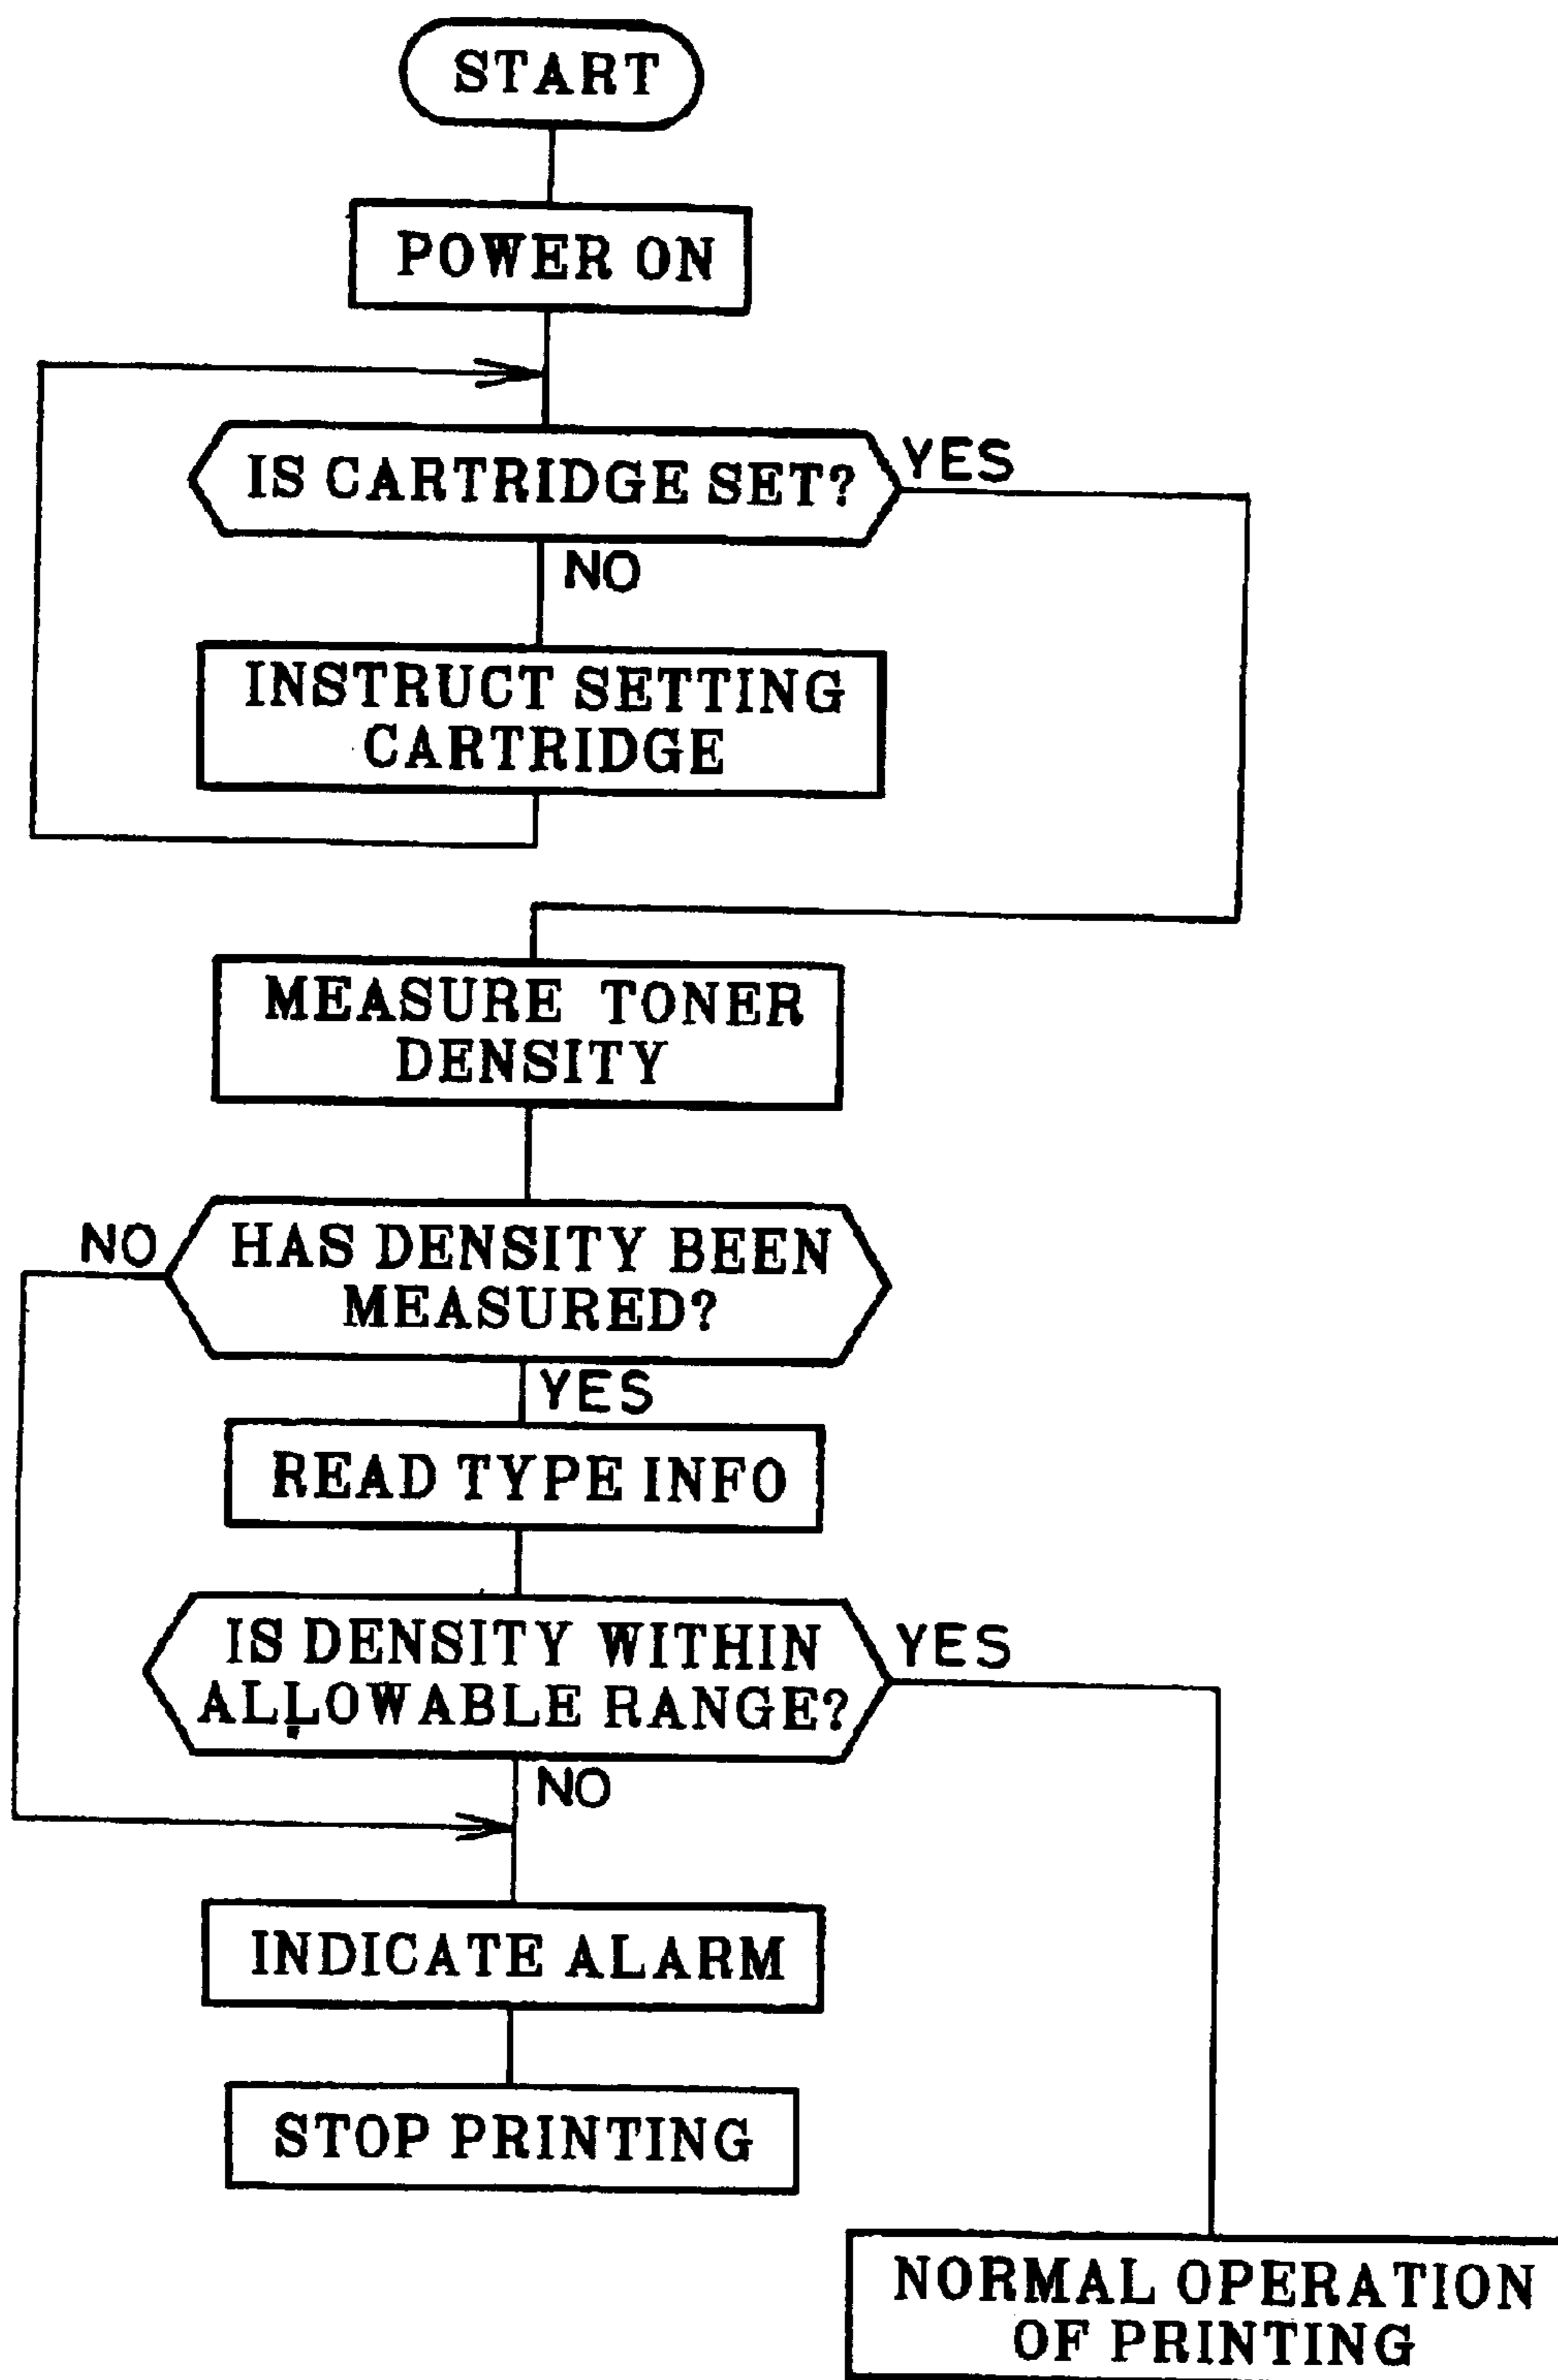 START
POWER ON
IS CARTRIDGE SET?
YES
NO
INSTRUCT SETTING
CARTRIDGE
MEASURE TONER
DENSITY
NO
HAS DENSITY BEEN
MEASURED?
YES
READ TYPE INFO
IS DENSITY WITHIN
ALLOWABLE RANGE?
YES
NO
INDICATE ALARM
STOP PRINTING
NORMAL OPERATION
OF PRINTING